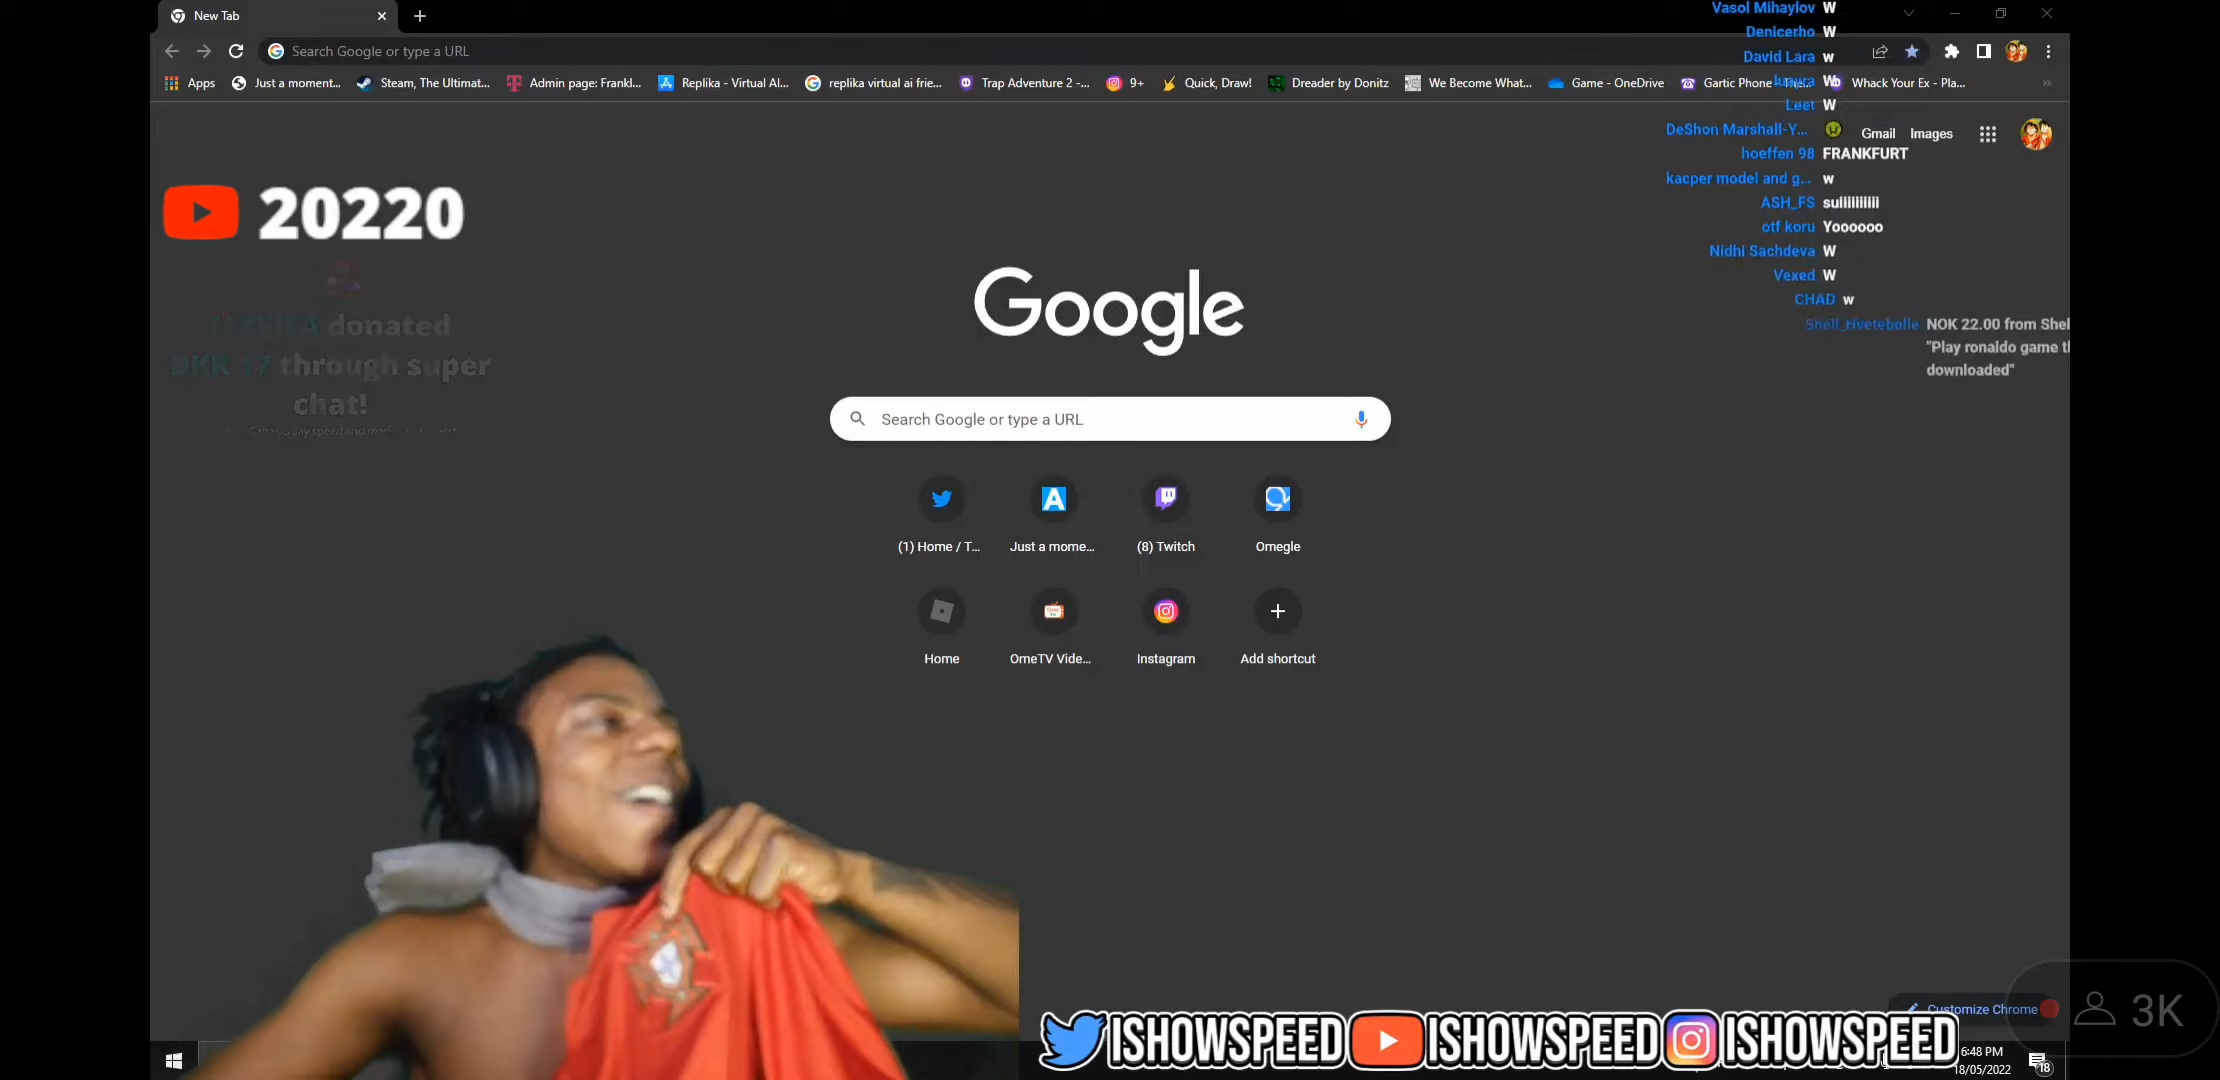 New Tab
Search Google or type a URL
Apps
Just a moment...
Steam, The Ultimat...
Admin page: Frankl...
Replika - Virtual AI...
replika virtual ai frie...
Trap Adventure 2 -...
9+
Quick, Draw!
Dreader by Donitz
We Become What...
Game - OneDrive
Gartic Phone - The...
Whack Your Ex - Pla...
Vasol Mihaylov W
Denicerho W
David Lara w
W
Leet W
DeShon Marshall-Y...
hoeffen 98 FRANKFURT
kacper model and g... w
ASH_FS suiiiiiiiiii
otf koru Yoooooo
Nidhi Sachdeva W
Vexed W
CHAD w
Shell_Hvetebolle NOK 22.00 from Shel
"Play ronaldo game t
downloaded"
Gmail Images
20220
donated
DKK 17 through super
chat!
Google
Search Google or type a URL
(1) Home / T...
Just a mome...
(8) Twitch
Omegle
Home
OmeTV Vide...
Instagram
Add shortcut
Customize Chrome
3K
ISHOWSPEED ISHOWSPEED ISHOWSPEED
6:48 PM
18/05/2022
18